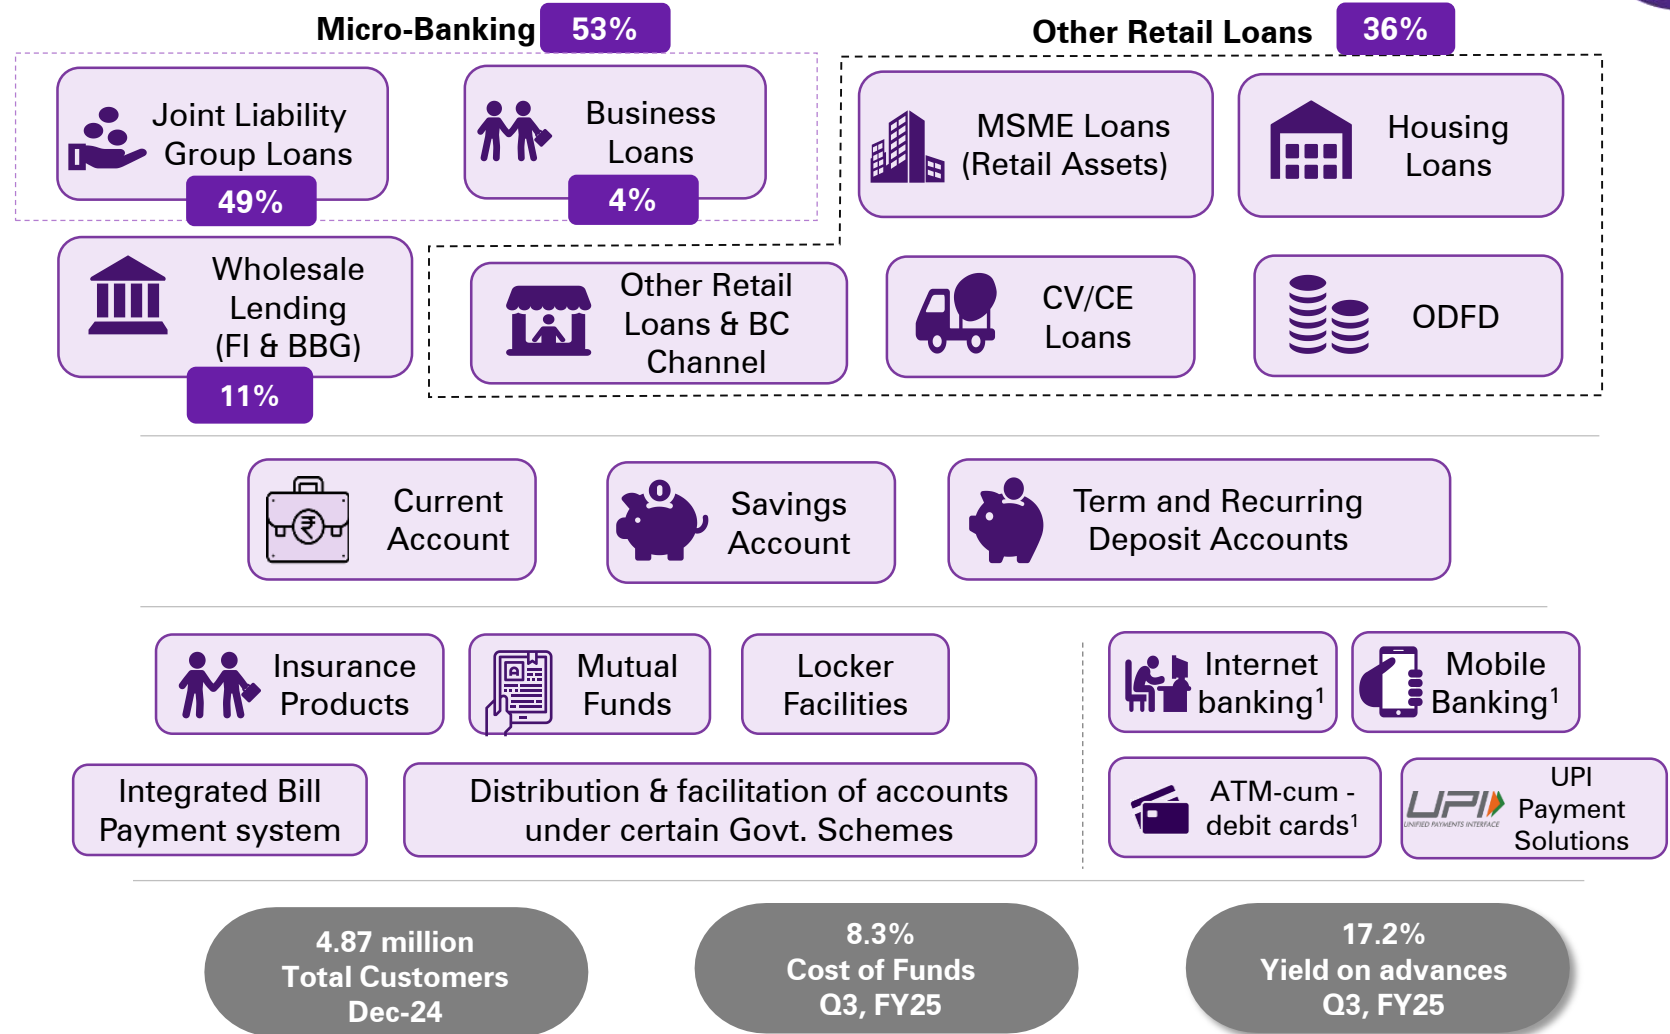 Micro-Banking 53%
Other Retail Loans 36%
Joint Liability
Group Loans
49%
Business
Loans
4%
MSME Loans
(Retail Assets)
Housing
Loans
Wholesale
Lending
(FI & BBG)
11%
Other Retail
Loans & BC
Channel
CV/CE
Loans
ODFD
₹
Current
Account
Savings
Account
Term and Recurring
Deposit Accounts
Insurance
Products
Mutual
Funds
Locker
Facilities
Internet
banking¹
Mobile
Banking¹
Integrated Bill
Payment system
Distribution & facilitation of accounts
under certain Govt. Schemes
ATM-cum -
debit cards¹
UPI
UNIFIED PAYMENTS INTERFACE
UPI
Payment
Solutions
4.87 million
Total Customers
Dec-24
8.3%
Cost of Funds
Q3, FY25
17.2%
Yield on advances
Q3, FY25